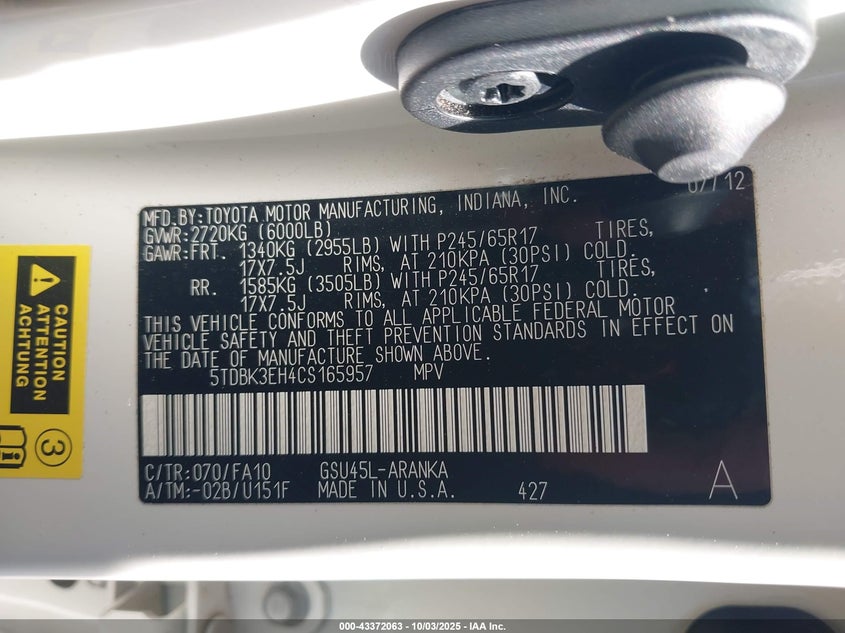 07/12
MFD.BY:TOYOTA MOTOR MANUFACTURING, INDIANA, INC.
GVWR:2720KG (6000LB)
GAWR:FRT. 1340KG (2955LB) WITH P245/65R17 TIRES,
17X7.5J RIMS, AT 210KPA (30PSI) COLD.
RR. 1585KG (3505LB) WITH P245/65R17 TIRES,
17X7.5J RIMS, AT 210KPA (30PSI) COLD.
THIS VEHICLE CONFORMS TO ALL APPLICABLE FEDERAL MOTOR
VEHICLE SAFETY AND THEFT PREVENTION STANDARDS IN EFFECT ON
THE DATE OF MANUFACTURE SHOWN ABOVE.
5TDBK3EH4CS165957 MPV
C/TR:070/FA10 GSU45L-ARANKA
A/TM:-02B/U151F MADE IN U.S.A. 427 A
CAUTION
ATTENTION
ACHTUNG
3
000-43372063 - 10/03/2025 - IAA Inc.